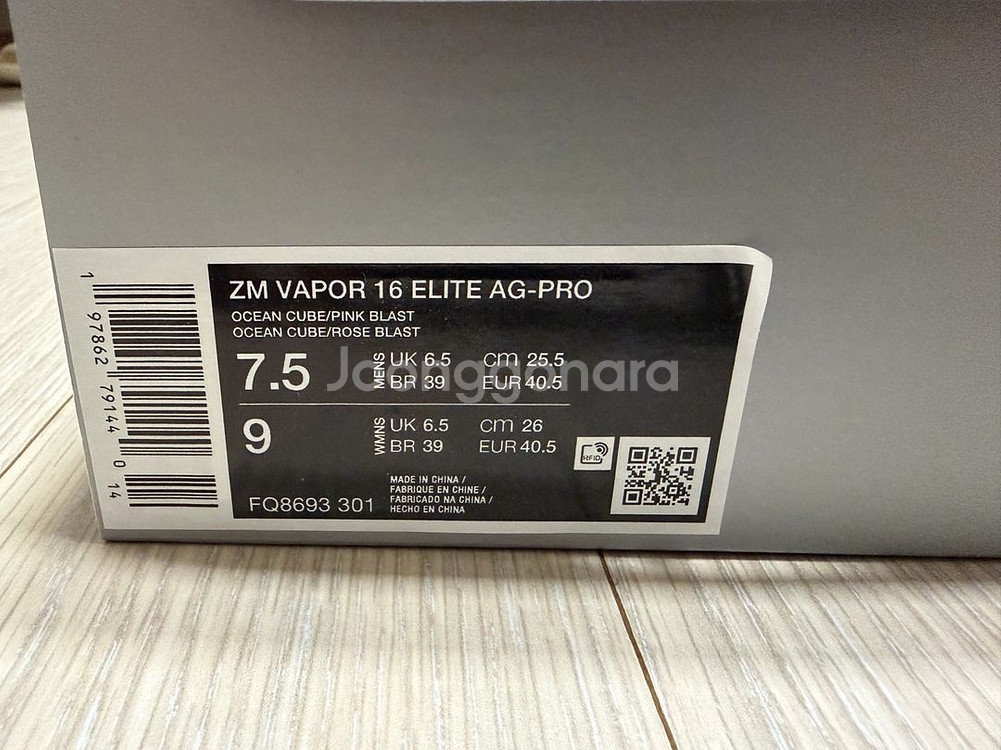 ZM VAPOR 16 ELITE AG-PRO
OCEAN CUBE/PINK BLAST
OCEAN CUBE/ROSE BLAST
7.5 MENS UK 6.5 cm 25.5
BR 39 EUR 40.5
9 WMNS UK 6.5 cm 26
BR 39 EUR 40.5
RFID
FQ8693 301
MADE IN CHINA /
FABRIQUE EN CHINE /
FABRICADO NA CHINA /
HECHO EN CHINA
1 97862 79144 0 14
Joonggonara